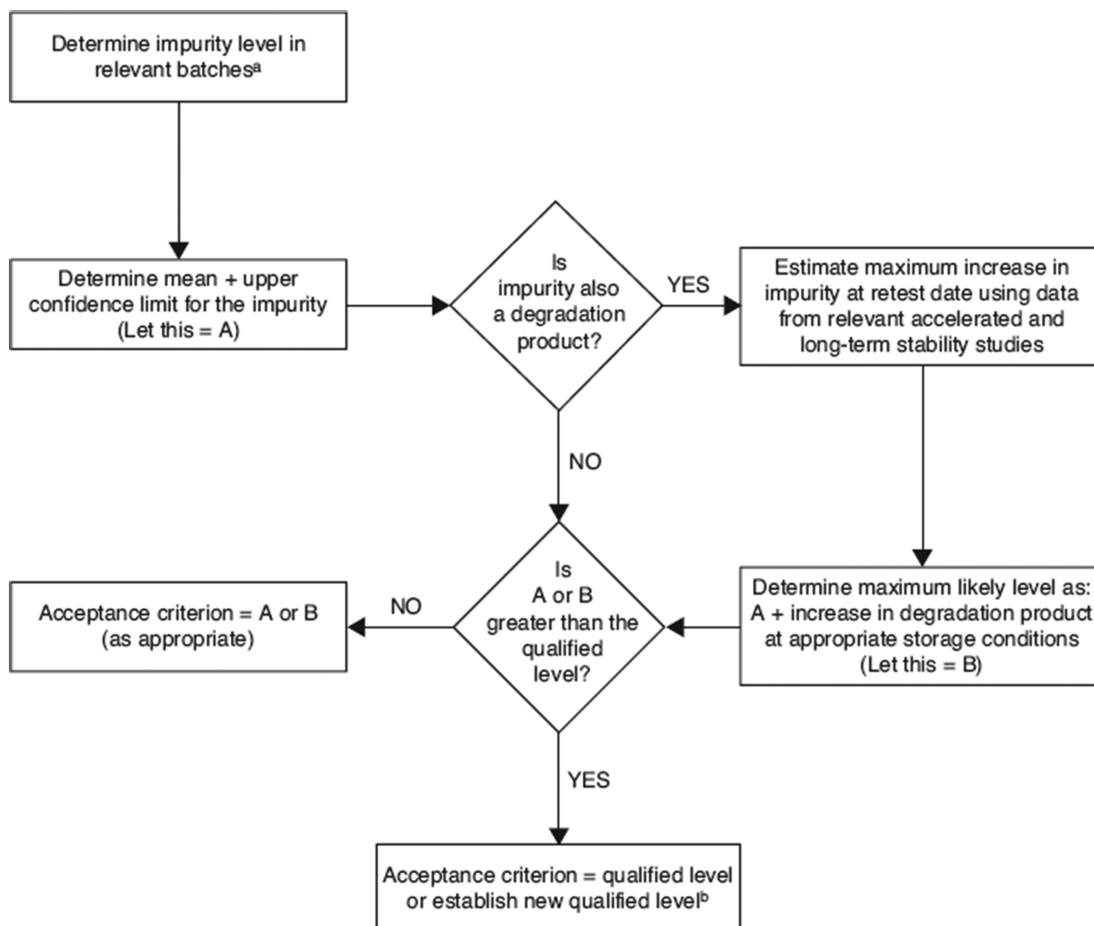 Determine impurity level in
relevant batchesᵃ
Determine mean + upper
confidence limit for the impurity
(Let this = A)
Is
impurity also
a degradation
product?
YES
Estimate maximum increase in
impurity at retest date using data
from relevant accelerated and
long-term stability studies
NO
Determine maximum likely level as:
A + increase in degradation product
at appropriate storage conditions
(Let this = B)
Is
A or B
greater than the
qualified
level?
NO
Acceptance criterion = A or B
(as appropriate)
YES
Acceptance criterion = qualified level
or establish new qualified levelᵇ